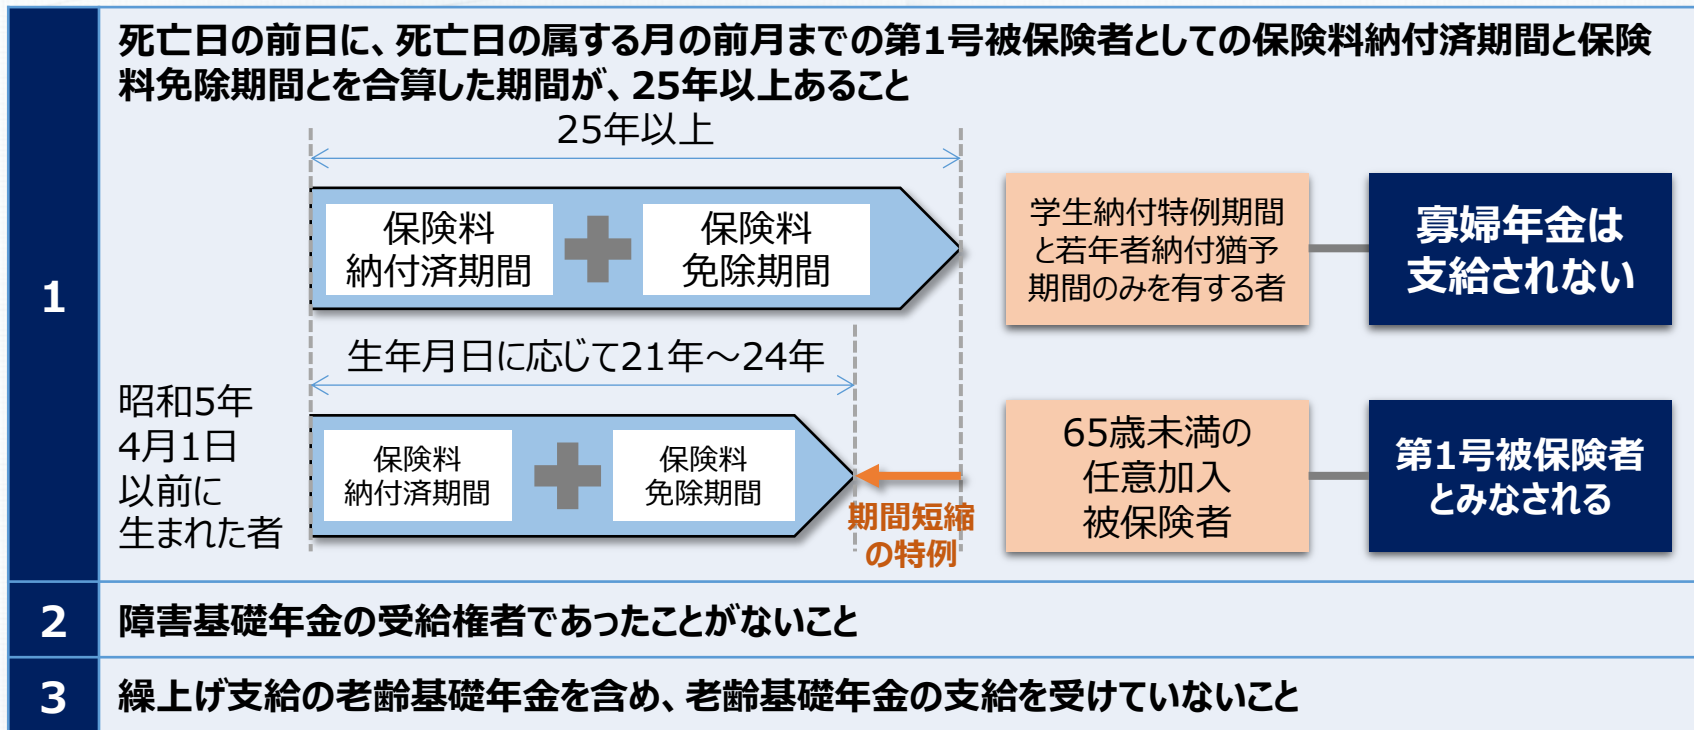 1
死亡日の前日に、死亡日の属する月の前月までの第1号被保険者としての保険料納付済期間と保険
料免除期間とを合算した期間が、25年以上あること
25年以上
保険料
納付済期間
保険料
免除期間
学生納付特例期間
と若年者納付猶予
期間のみを有する者
寡婦年金は
支給されない
生年月日に応じて21年～24年
昭和5年
4月1日
以前に
生まれた者
保険料
納付済期間
保険料
免除期間
期間短縮
の特例
65歳未満の
任意加入
被保険者
第1号被保険者
とみなされる
2
障害基礎年金の受給権者であったことがないこと
3
繰上げ支給の老齢基礎年金を含め、老齢基礎年金の支給を受けていないこと